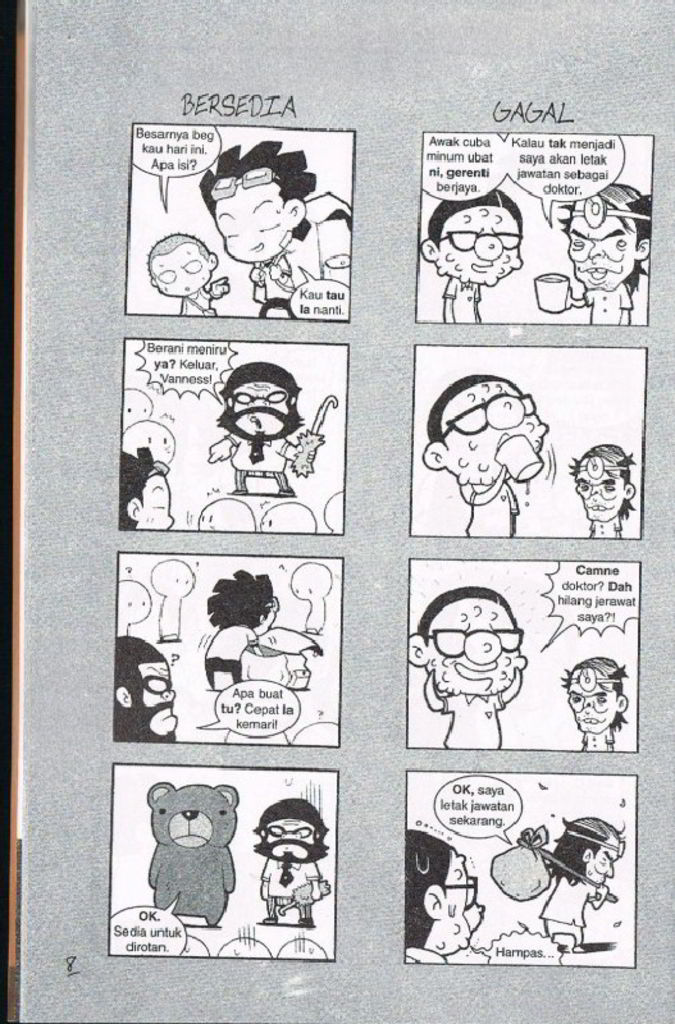 BERSEDIA
Besarnya beg
kau hari ini.
Apa isi?
Kau tau
la nanti.
Berani meniru
ya? Keluar,
Vanness!
?
?
?
Apa buat
tu? Cepat la
kemari!
OK.
Sedia untuk
dirotan.
GAGAL
Awak cuba
minum ubat
ni, gerenti
berjaya.
Kalau tak menjadi
saya akan letak
jawatan sebagai
doktor.
Camne
doktor? Dah
hilang jerawat
saya?!
OK, saya
letak jawatan
sekarang.
Hampas...
8